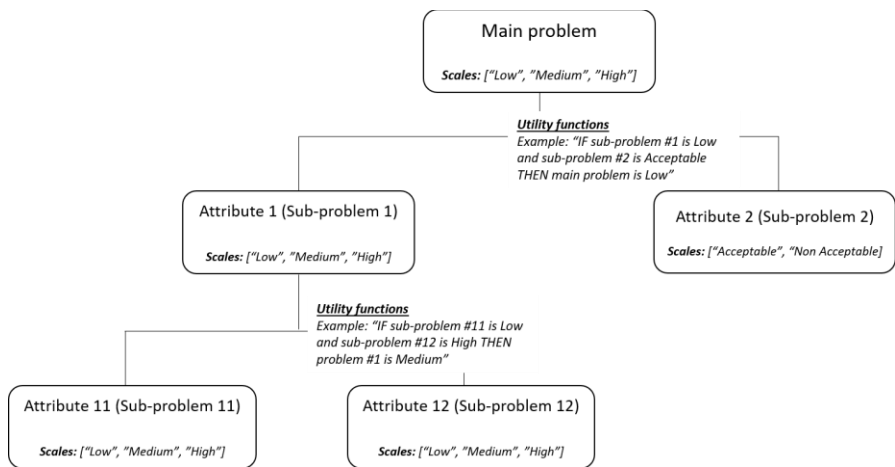 Main problem
Scales: [“Low”, ”Medium”, ”High”]
Utility functions
Example: “IF sub-problem #1 is Low
and sub-problem #2 is Acceptable
THEN main problem is Low”
Attribute 1 (Sub-problem 1)
Scales: [“Low”, ”Medium”, ”High”]
Attribute 2 (Sub-problem 2)
Scales: [“Acceptable”, “Non Acceptable]
Utility functions
Example: “IF sub-problem #11 is Low
and sub-problem #12 is High THEN
problem #1 is Medium”
Attribute 11 (Sub-problem 11)
Scales: [“Low”, ”Medium”, ”High”]
Attribute 12 (Sub-problem 12)
Scales: [“Low”, ”Medium”, ”High”]